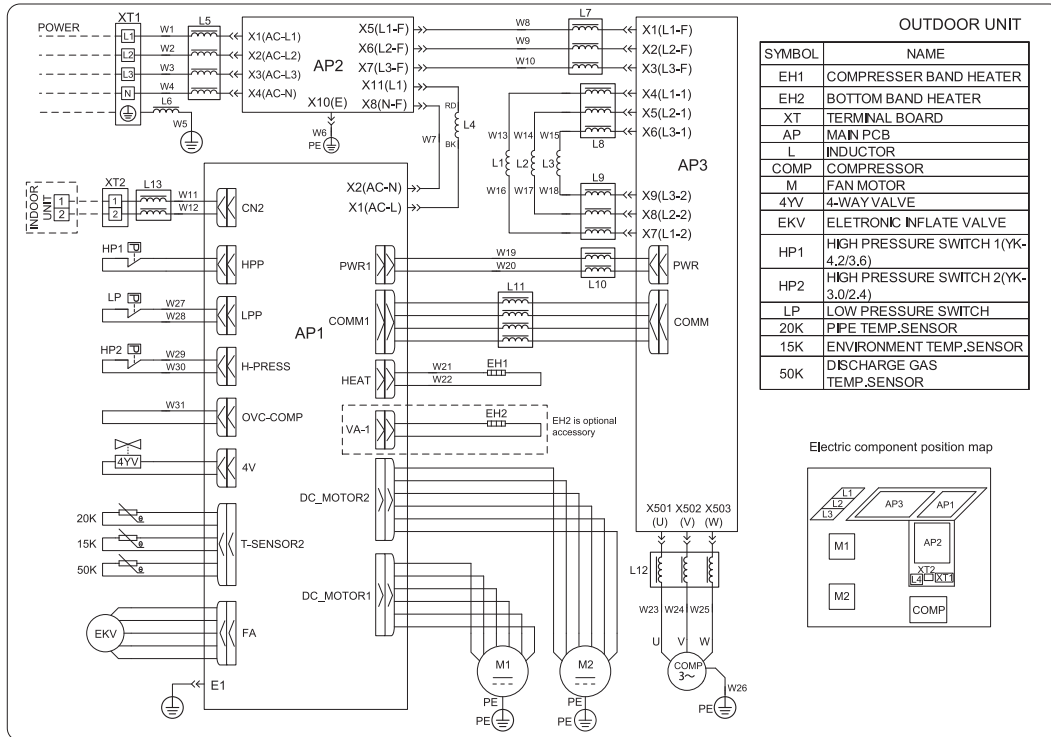 OUTDOOR UNIT
SYMBOL NAME
EH1 COMPRESSER BAND HEATER
EH2 BOTTOM BAND HEATER
XT TERMINAL BOARD
AP MAIN PCB
L INDUCTOR
COMP COMPRESSOR
M FAN MOTOR
4YV 4-WAY VALVE
EKV ELETRONIC INFLATE VALVE
HP1 HIGH PRESSURE SWITCH 1(YK-
4.2/3.6)
HP2 HIGH PRESSURE SWITCH 2(YK-
3.0/2.4)
LP LOW PRESSURE SWITCH
20K PIPE TEMP.SENSOR
15K ENVIRONMENT TEMP.SENSOR
50K DISCHARGE GAS
TEMP.SENSOR
POWER
XT1
L1
L2
L3
N
W1
W2
W3
W4
L5
L6
W5
X1(AC-L1)
X2(AC-L2)
X3(AC-L3)
X4(AC-N)
AP2
X5(L1-F)
X6(L2-F)
X7(L3-F)
X11(L1)
X8(N-F)
X10(E)
W6
PE
W7
RD
L4
BK
W8
W9
W10
L7
X1(L1-F)
X2(L2-F)
X3(L3-F)
X4(L1-1)
X5(L2-1)
X6(L3-1)
L8
W13 W14 W15
L1 L2 L3
W16 W17 W18
L9
X9(L3-2)
X8(L2-2)
X7(L1-2)
AP3
INDOOR
UNIT
1
2
XT2
1
2
L13
W11
W12
CN2
X2(AC-N)
X1(AC-L)
HP1
P
HPP
LP
P
W27
W28
LPP
HP2
P
W29
W30
H-PRESS
W31
OVC-COMP
4YV
4V
20K
15K
50K
T-SENSOR2
EKV
FA
E1
AP1
PWR1
W19
W20
L10
PWR
COMM1
L11
COMM
HEAT
W21
W22
EH1
VA-1
EH2
EH2 is optional
accessory
DC_MOTOR2
DC_MOTOR1
M1
PE
PE
M2
PE
PE
X501 X502 X503
(U) (V) (W)
L12
W23 W24 W25
U V W
COMP
3~
W26
PE
Electric component position map
L1
L2
L3
AP3
AP1
AP2
XT2
L4
XT1
M1
M2
COMP